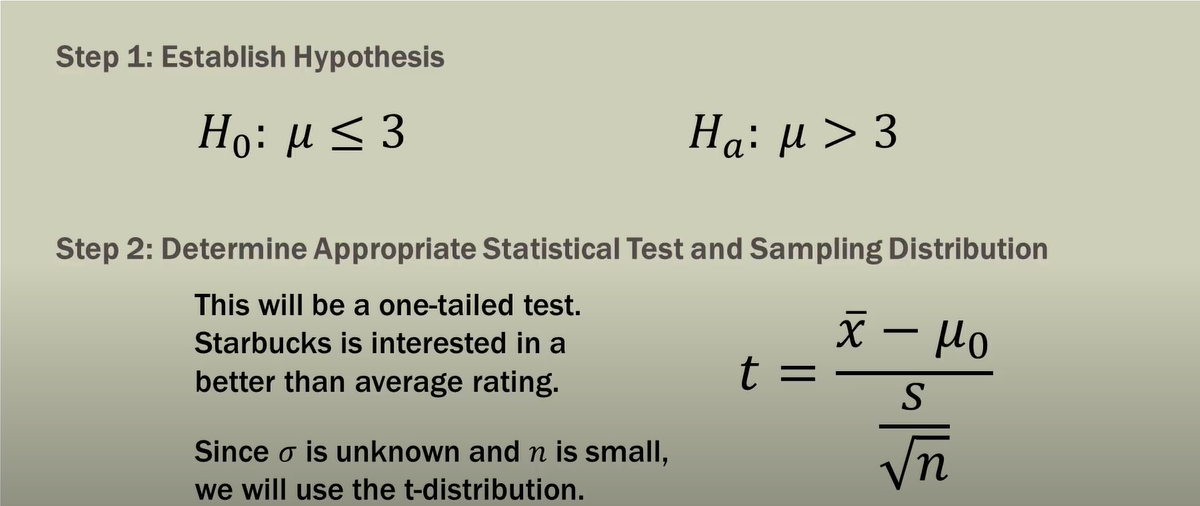 Step 1: Establish Hypothesis
H₀: μ ≤ 3
Hₐ: μ > 3
Step 2: Determine Appropriate Statistical Test and Sampling Distribution
This will be a one-tailed test.
Starbucks is interested in a
better than average rating.
Since σ is unknown and n is small,
we will use the t-distribution.
t = (x̄ − μ₀) / (s / √n)